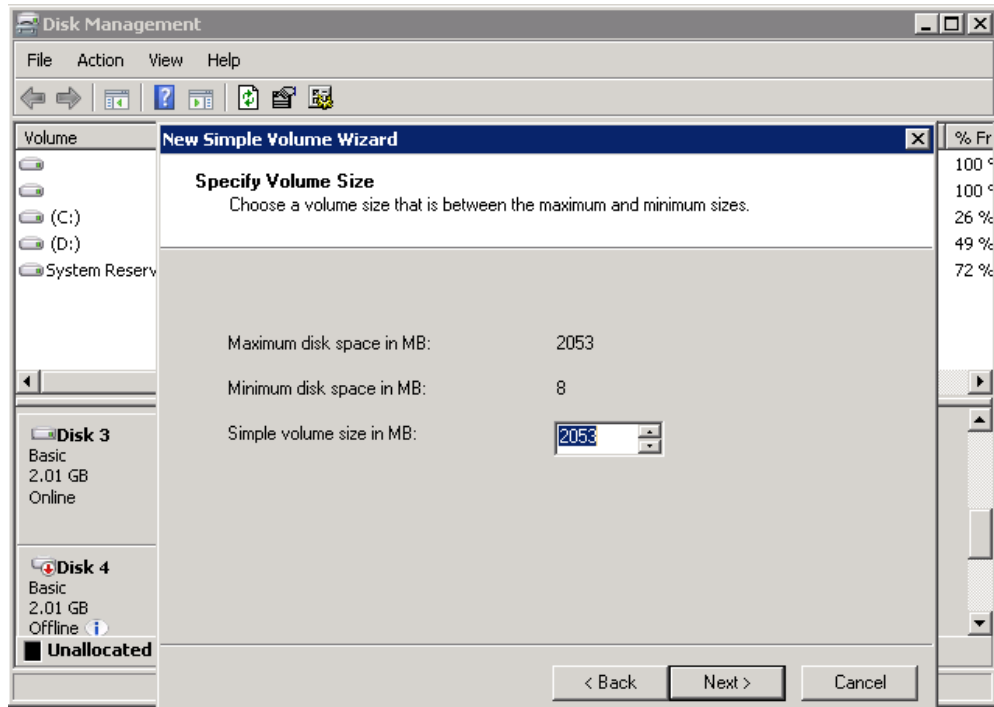 Disk Management
File Action View Help
Volume
% Fr
100 %
100 %
(C:)
26 %
(D:)
49 %
System Reserv
72 %
New Simple Volume Wizard
Specify Volume Size
Choose a volume size that is between the maximum and minimum sizes.
Maximum disk space in MB: 2053
Minimum disk space in MB: 8
Simple volume size in MB: 2053
Disk 3
Basic
2.01 GB
Online
Disk 4
Basic
2.01 GB
Offline
Unallocated
< Back Next > Cancel